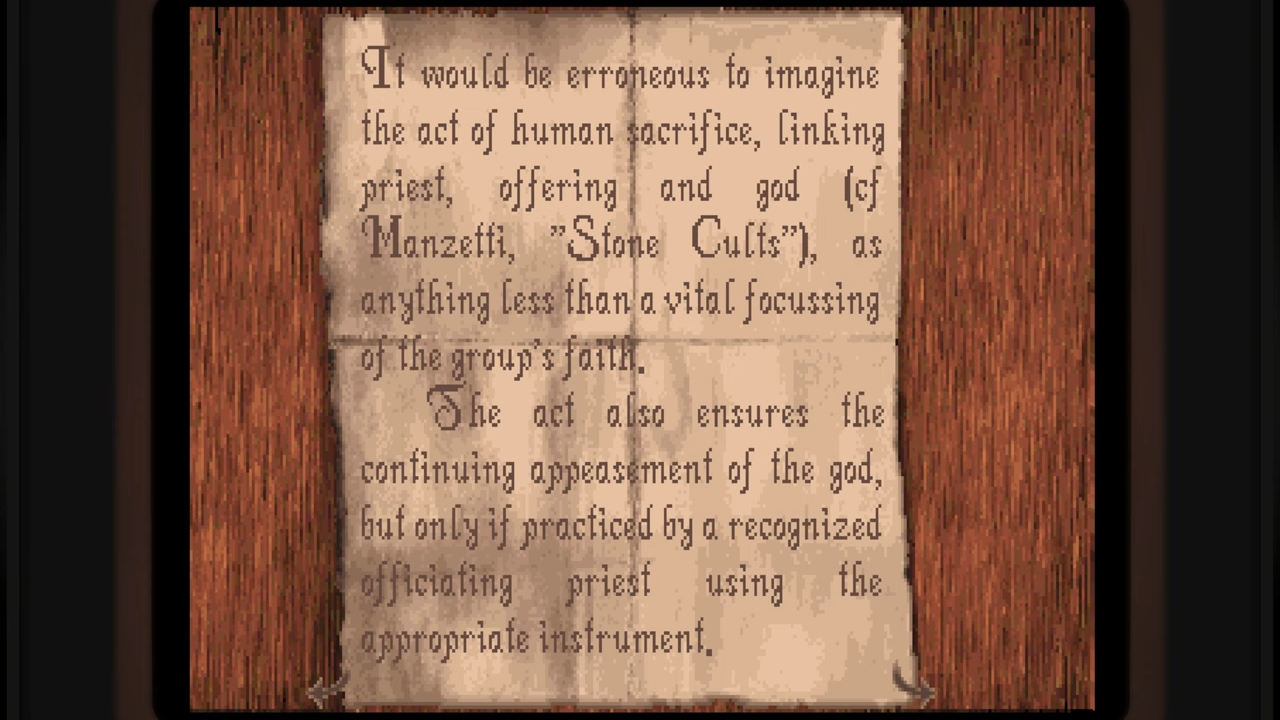 It would be erroneous to imagine
the act of human sacrifice, linking
priest, offering and god (cf
Manzetti, "Stone Cults"), as
anything less than a vital focussing
of the group's faith.
The act also ensures the
continuing appeasement of the god,
but only if practiced by a recognized
officiating priest using the
appropriate instrument.